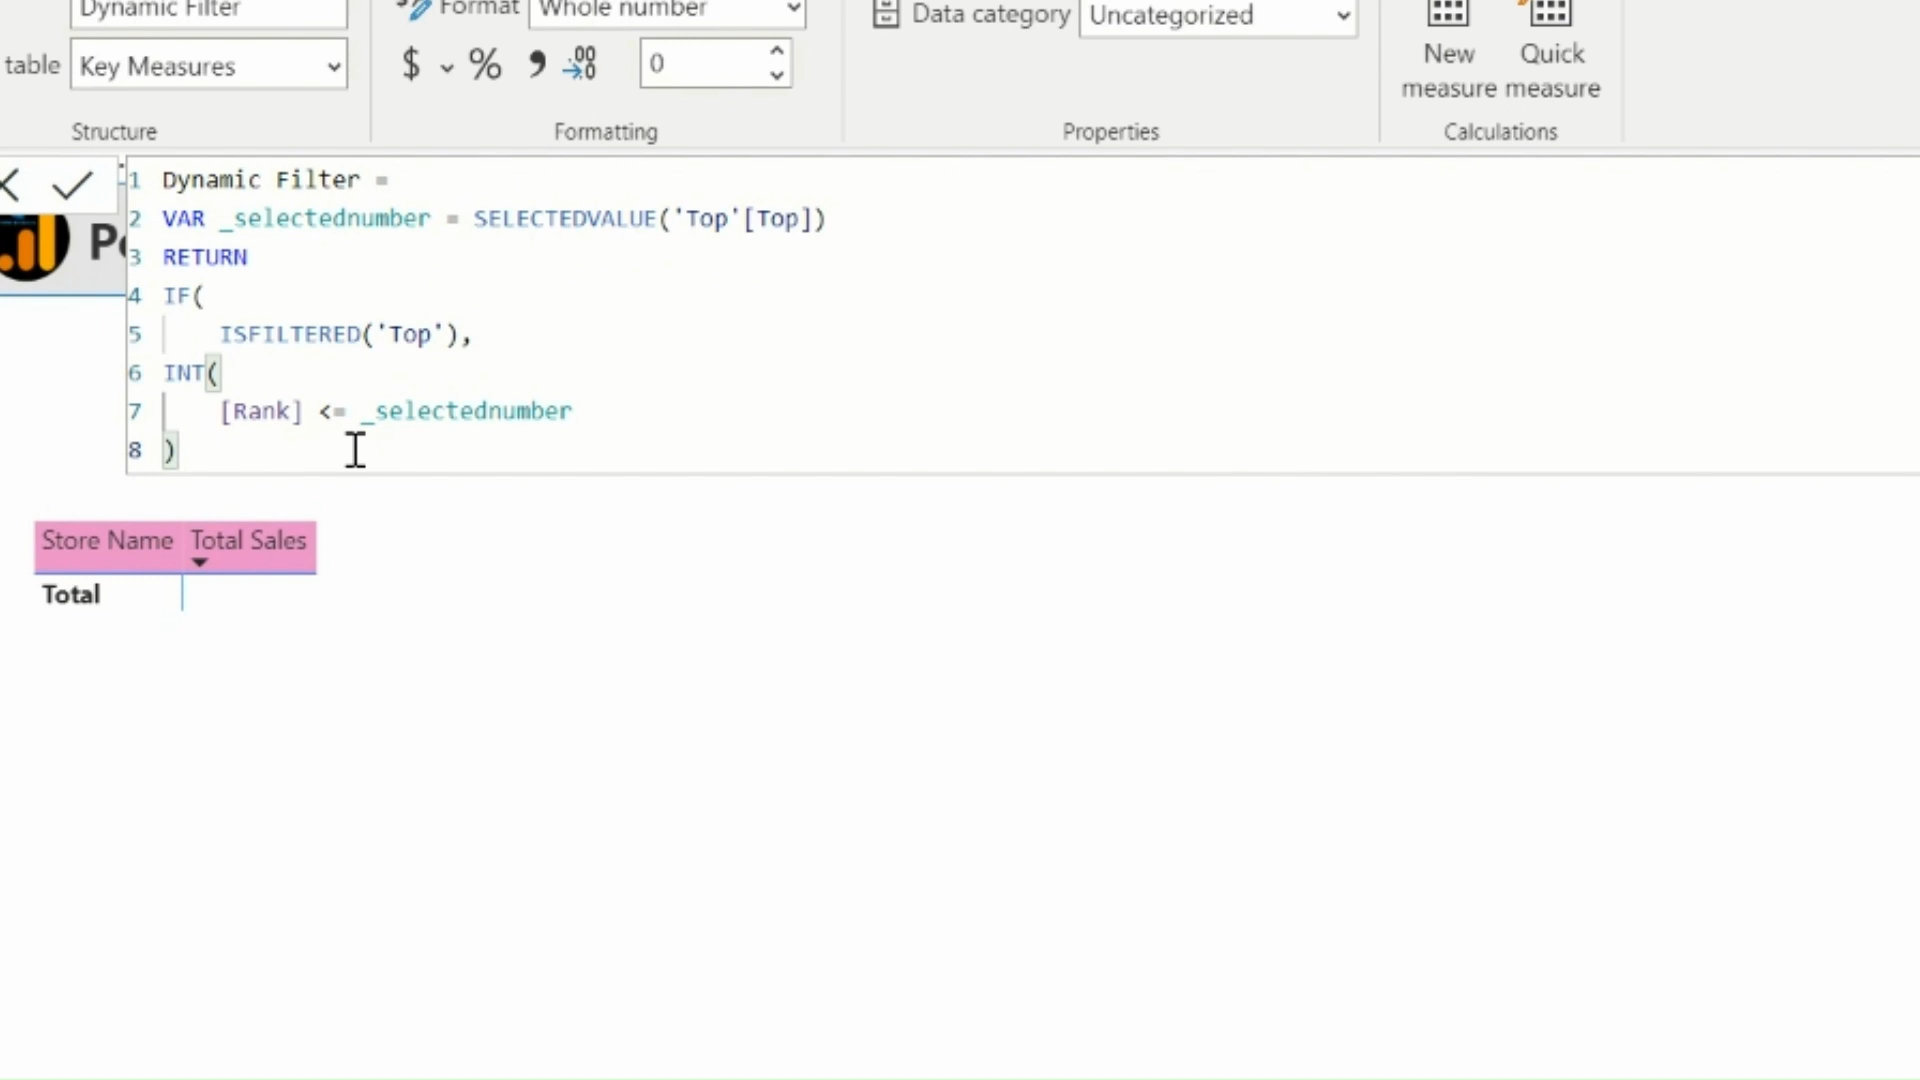 Dynamic Filter
Format
Whole number
Data category
Uncategorized
table
Key Measures
$
%
,
.00
→.0
0
New
measure
Quick
measure
Structure
Formatting
Properties
Calculations
1 Dynamic Filter =
2 VAR _selectednumber = SELECTEDVALUE('Top'[Top])
3 RETURN
4 IF(
5 ISFILTERED('Top'),
6 INT(
7 [Rank] <= _selectednumber
8 )
Store Name
Total Sales
Total